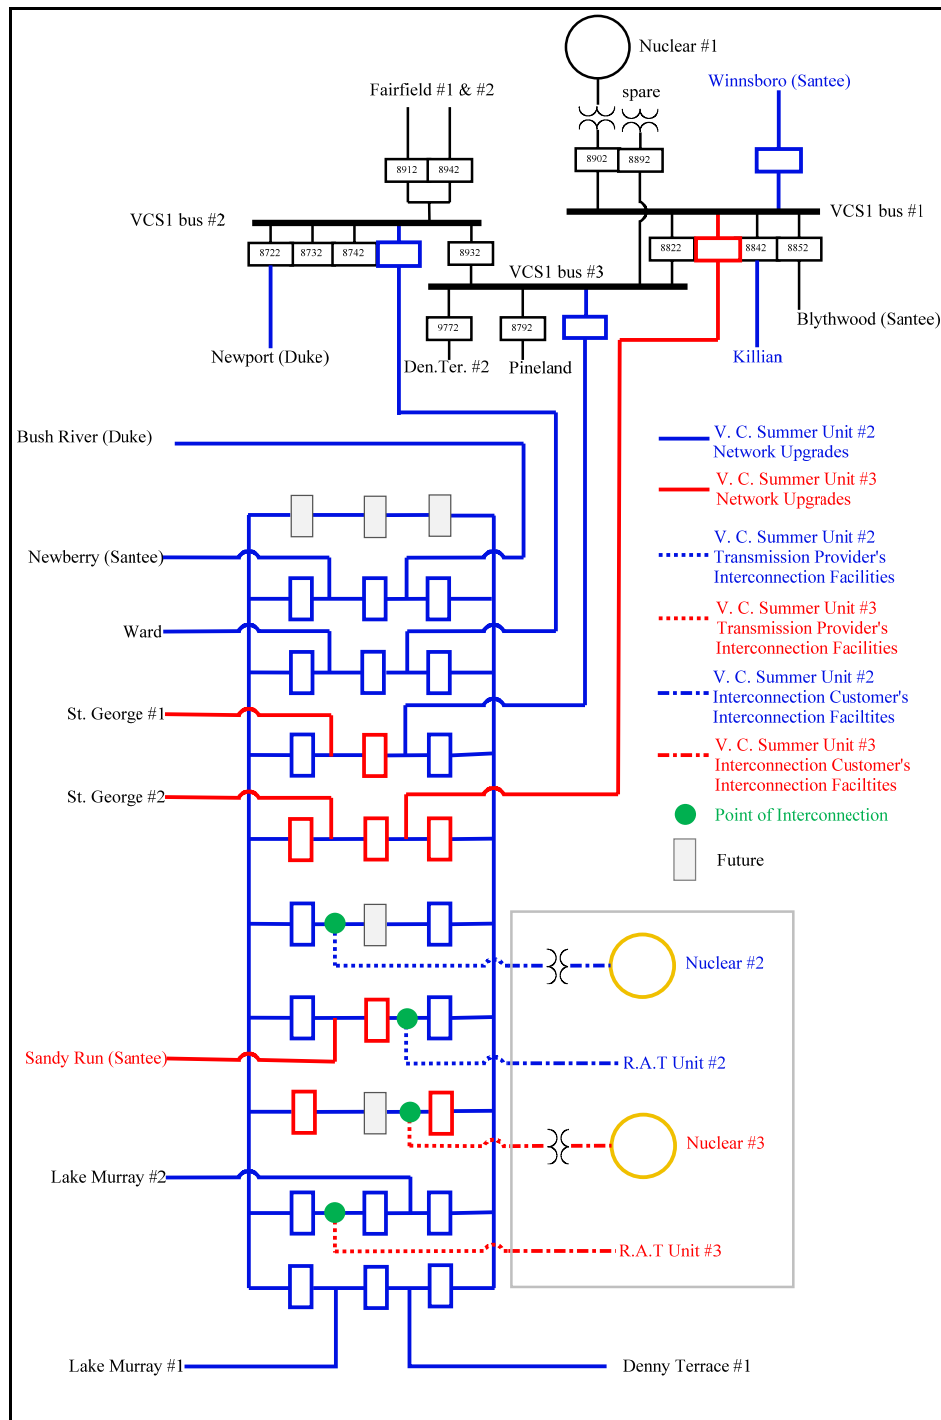 Nuclear #1
Winnsboro (Santee)
Fairfield #1 & #2
spare
8902
8892
8912
8942
VCS1 bus #2
VCS1 bus #1
8722
8732
8742
8932
8822
8842
8852
VCS1 bus #3
9772
8792
Blythwood (Santee)
Newport (Duke)
Den.Ter. #2
Pineland
Killian
Bush River (Duke)
V. C. Summer Unit #2
Network Upgrades
V. C. Summer Unit #3
Network Upgrades
Newberry (Santee)
V. C. Summer Unit #2
Transmission Provider's
Interconnection Facilities
Ward
V. C. Summer Unit #3
Transmission Provider's
Interconnection Facilities
St. George #1
V. C. Summer Unit #2
Interconnection Customer's
Interconnection Faciltites
V. C. Summer Unit #3
Interconnection Customer's
Interconnection Faciltites
St. George #2
Point of Interconnection
Future
Nuclear #2
Sandy Run (Santee)
R.A.T Unit #2
Nuclear #3
Lake Murray #2
R.A.T Unit #3
Lake Murray #1
Denny Terrace #1